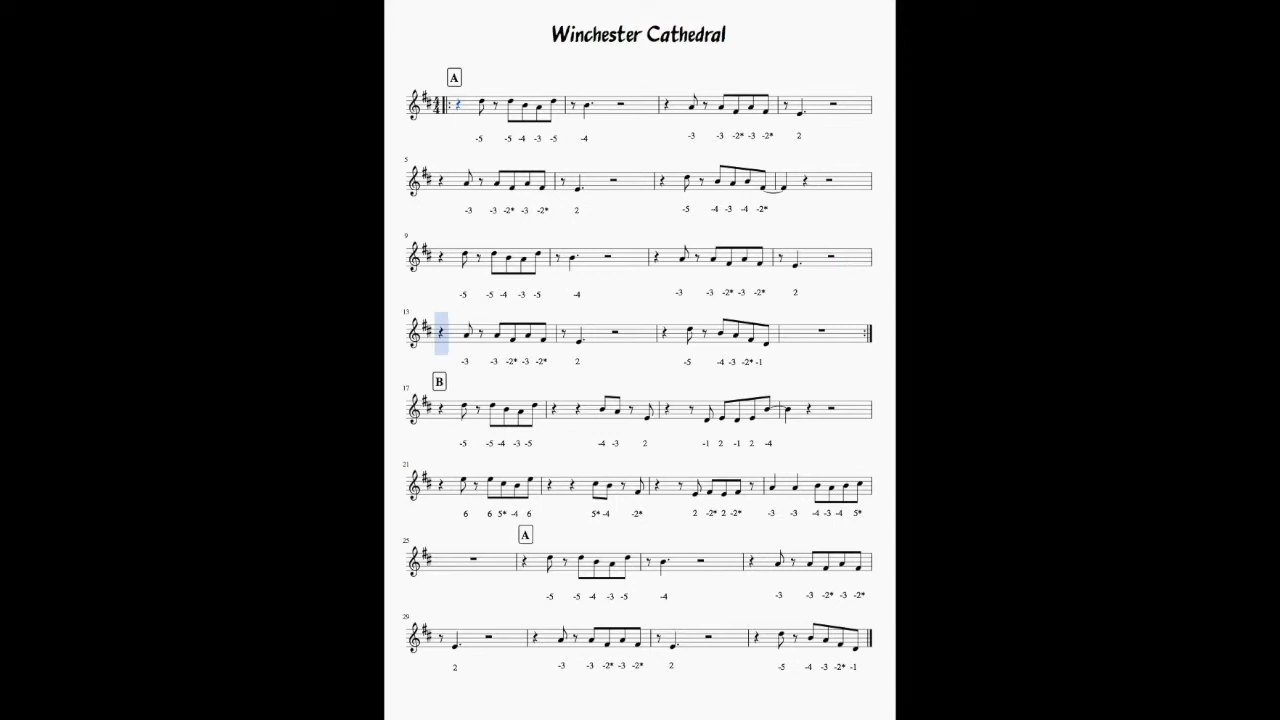 Winchester Cathedral
A
4
4
-5 -5 -4 -3 -5 -4 -3 -3 -2* -3 -2* 2
5
-3 -3 -2* -3 -2* 2 -5 -4 -3 -4 -2*
9
-5 -5 -4 -3 -5 -4 -3 -3 -2* -3 -2* 2
13
-3 -3 -2* -3 -2* 2 -5 -4 -3 -2* -1
B
17
-5 -5 -4 -3 -5 -4 -3 2 -1 2 -1 2 -4
21
6 6 5* -4 6 5* -4 -2* 2 -2* 2 -2* -3 -3 -4 -3 -4 5*
A
25
-5 -5 -4 -3 -5 -4 -3 -3 -2* -3 -2*
29
2 -3 -3 -2* -3 -2* 2 -5 -4 -3 -2* -1